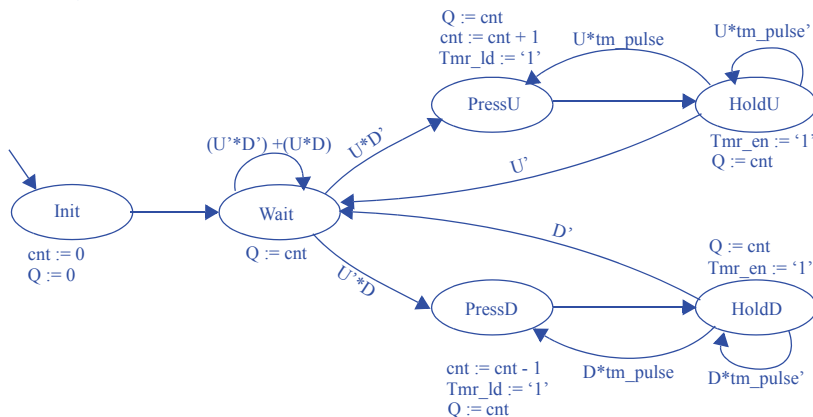 Q := cnt
cnt := cnt + 1
Tmr_ld := ‘1’
U*tm_pulse
U*tm_pulse’
PressU
HoldU
(U'*D’) +(U*D)
U*D’
Tmr_en := ‘1’
Q := cnt
U’
Init
Wait
cnt := 0
Q := 0
Q := cnt
D’
Q := cnt
Tmr_en := ‘1’
U’*D
PressD
HoldD
cnt := cnt - 1
Tmr_ld := ‘1’
Q := cnt
D*tm_pulse
D*tm_pulse’